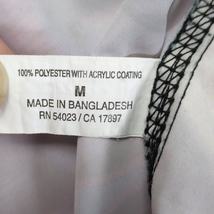 100% POLYESTER WITH ACRYLIC COATING
M
MADE IN BANGLADESH
RN 54023 / CA 17897